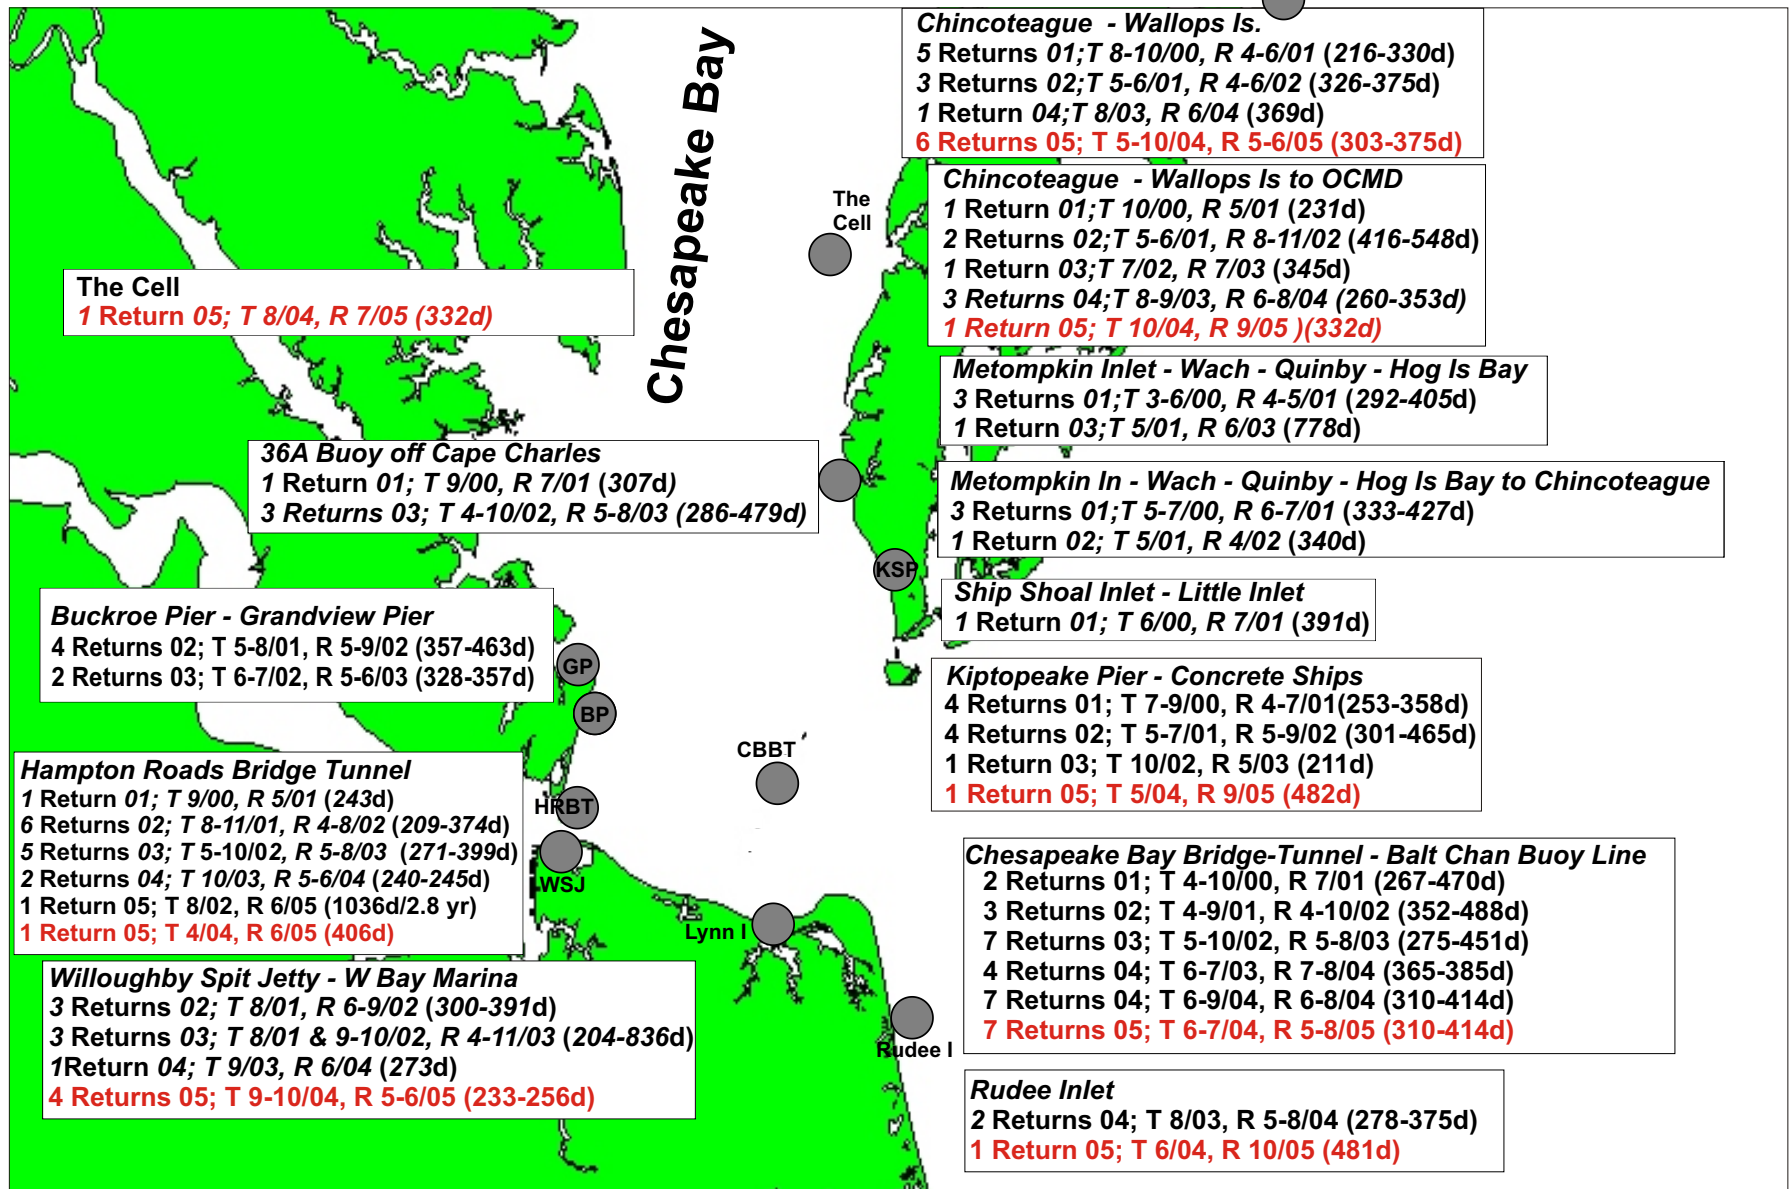 Chesapeake Bay
Chincoteague - Wallops Is.
5 Returns 01;T 8-10/00, R 4-6/01 (216-330d)
3 Returns 02;T 5-6/01, R 4-6/02 (326-375d)
1 Return 04;T 8/03, R 6/04 (369d)
6 Returns 05; T 5-10/04, R 5-6/05 (303-375d)
Chincoteague - Wallops Is to OCMD
1 Return 01;T 10/00, R 5/01 (231d)
2 Returns 02;T 5-6/01, R 8-11/02 (416-548d)
1 Return 03;T 7/02, R 7/03 (345d)
3 Returns 04;T 8-9/03, R 6-8/04 (260-353d)
1 Return 05; T 10/04, R 9/05 )(332d)
The
Cell
The Cell
1 Return 05; T 8/04, R 7/05 (332d)
Metompkin Inlet - Wach - Quinby - Hog Is Bay
3 Returns 01;T 3-6/00, R 4-5/01 (292-405d)
1 Return 03;T 5/01, R 6/03 (778d)
36A Buoy off Cape Charles
1 Return 01; T 9/00, R 7/01 (307d)
3 Returns 03; T 4-10/02, R 5-8/03 (286-479d)
Metompkin In - Wach - Quinby - Hog Is Bay to Chincoteague
3 Returns 01;T 5-7/00, R 6-7/01 (333-427d)
1 Return 02; T 5/01, R 4/02 (340d)
KSP
Ship Shoal Inlet - Little Inlet
1 Return 01; T 6/00, R 7/01 (391d)
Buckroe Pier - Grandview Pier
4 Returns 02; T 5-8/01, R 5-9/02 (357-463d)
2 Returns 03; T 6-7/02, R 5-6/03 (328-357d)
GP
BP
Kiptopeake Pier - Concrete Ships
4 Returns 01; T 7-9/00, R 4-7/01(253-358d)
4 Returns 02; T 5-7/01, R 5-9/02 (301-465d)
1 Return 03; T 10/02, R 5/03 (211d)
1 Return 05; T 5/04, R 9/05 (482d)
CBBT
Hampton Roads Bridge Tunnel
1 Return 01; T 9/00, R 5/01 (243d)
6 Returns 02; T 8-11/01, R 4-8/02 (209-374d)
5 Returns 03; T 5-10/02, R 5-8/03 (271-399d)
2 Returns 04; T 10/03, R 5-6/04 (240-245d)
1 Return 05; T 8/02, R 6/05 (1036d/2.8 yr)
1 Return 05; T 4/04, R 6/05 (406d)
HRBT
WSJ
Lynn I
Rudee I
Chesapeake Bay Bridge-Tunnel - Balt Chan Buoy Line
2 Returns 01; T 4-10/00, R 7/01 (267-470d)
3 Returns 02; T 4-9/01, R 4-10/02 (352-488d)
7 Returns 03; T 5-10/02, R 5-8/03 (275-451d)
4 Returns 04; T 6-7/03, R 7-8/04 (365-385d)
7 Returns 04; T 6-9/04, R 6-8/04 (310-414d)
7 Returns 05; T 6-7/04, R 5-8/05 (310-414d)
Willoughby Spit Jetty - W Bay Marina
3 Returns 02; T 8/01, R 6-9/02 (300-391d)
3 Returns 03; T 8/01 & 9-10/02, R 4-11/03 (204-836d)
1Return 04; T 9/03, R 6/04 (273d)
4 Returns 05; T 9-10/04, R 5-6/05 (233-256d)
Rudee Inlet
2 Returns 04; T 8/03, R 5-8/04 (278-375d)
1 Return 05; T 6/04, R 10/05 (481d)